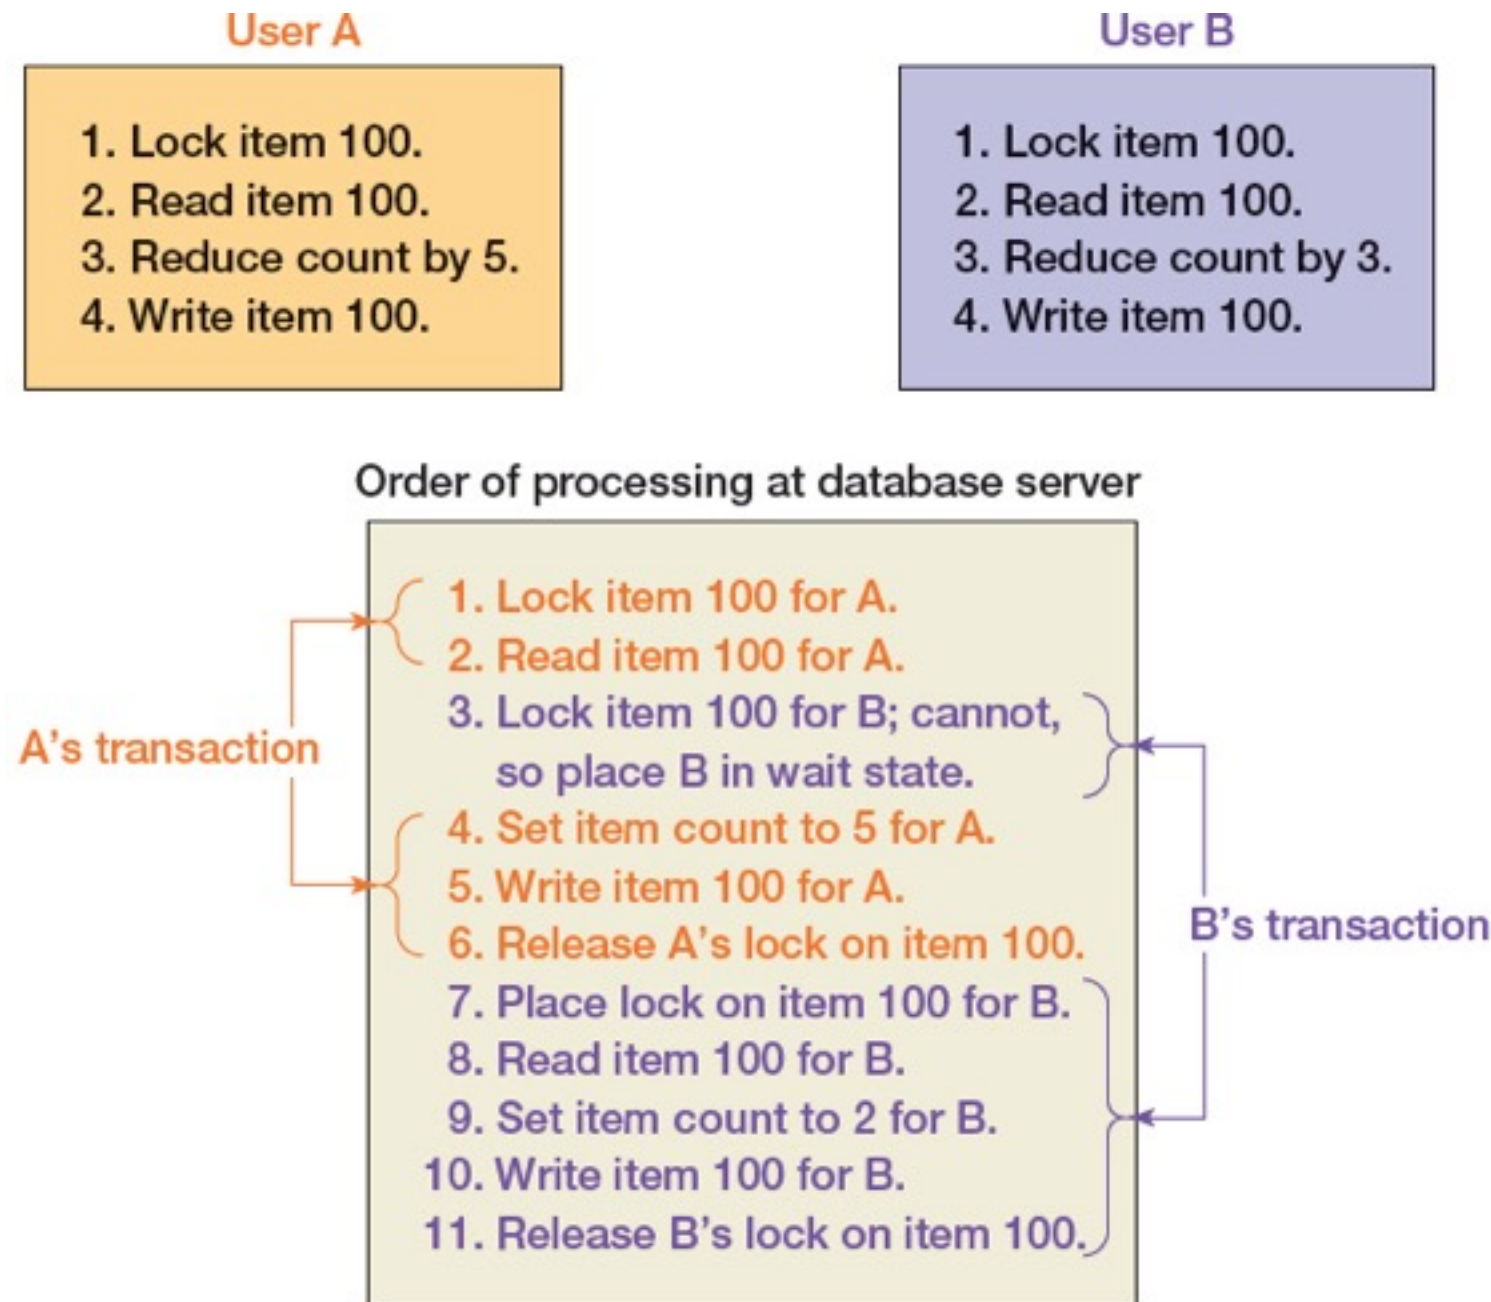 User A
1. Lock item 100.
2. Read item 100.
3. Reduce count by 5.
4. Write item 100.
User B
1. Lock item 100.
2. Read item 100.
3. Reduce count by 3.
4. Write item 100.
Order of processing at database server
1. Lock item 100 for A.
2. Read item 100 for A.
3. Lock item 100 for B; cannot,
so place B in wait state.
A's transaction
4. Set item count to 5 for A.
5. Write item 100 for A.
6. Release A's lock on item 100.
B's transaction
7. Place lock on item 100 for B.
8. Read item 100 for B.
9. Set item count to 2 for B.
10. Write item 100 for B.
11. Release B's lock on item 100.